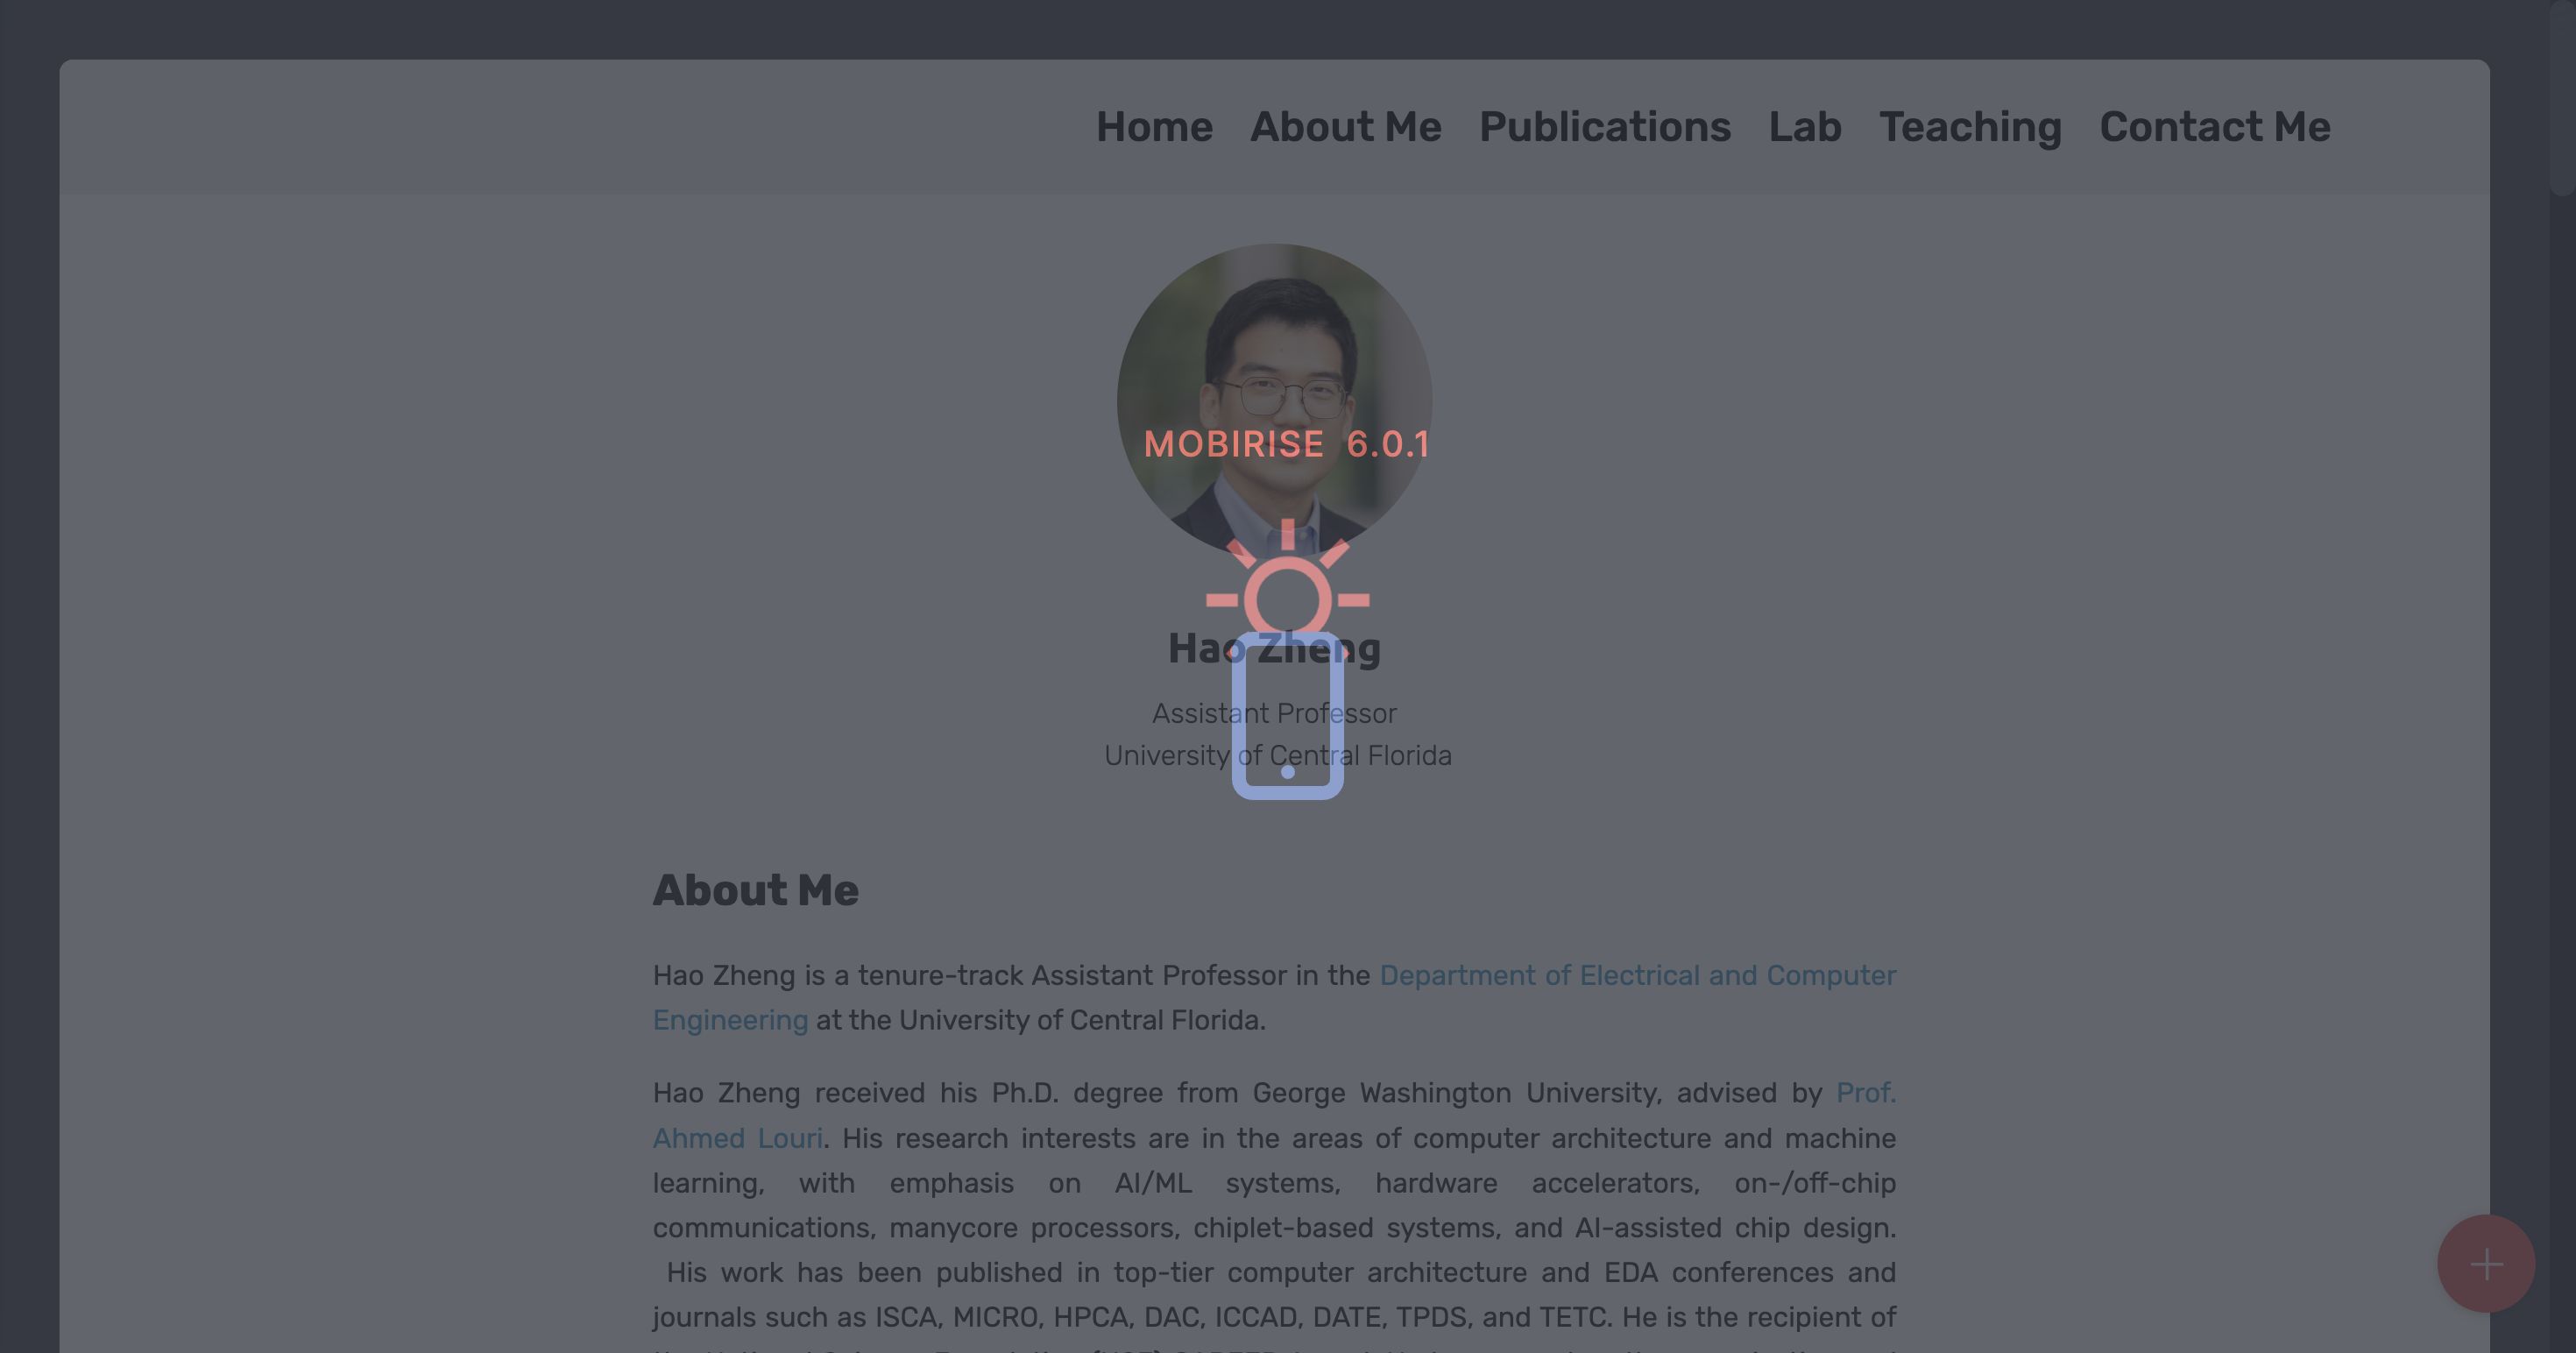 Home About Me Publications Lab Teaching Contact Me
MOBIRISE 6.0.1
Hao Zheng
Assistant Professor
University of Central Florida
About Me
Hao Zheng is a tenure-track Assistant Professor in the Department of Electrical and Computer
Engineering at the University of Central Florida.
Hao Zheng received his Ph.D. degree from George Washington University, advised by Prof.
Ahmed Louri. His research interests are in the areas of computer architecture and machine
learning, with emphasis on AI/ML systems, hardware accelerators, on-/off-chip
communications, manycore processors, chiplet-based systems, and AI-assisted chip design.
His work has been published in top-tier computer architecture and EDA conferences and
journals such as ISCA, MICRO, HPCA, DAC, ICCAD, DATE, TPDS, and TETC. He is the recipient of